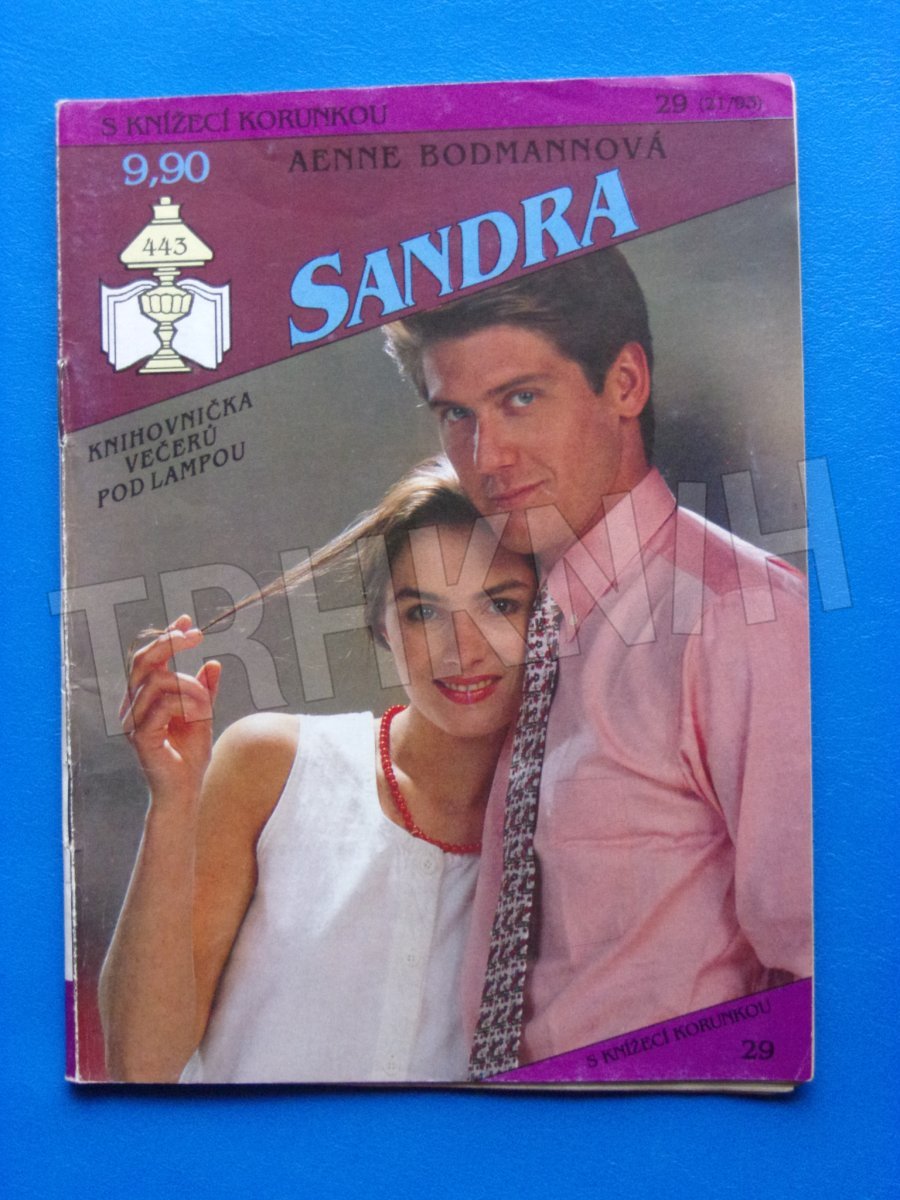 S KNÍŽECÍ KORUNKOU 29 (21/93)
9,90 AENNE BODMANNOVÁ
443
SANDRA
KNIHOVNIČKA
VEČERŮ
POD LAMPOU
TRHKNIH
S KNÍŽECÍ KORUNKOU
29